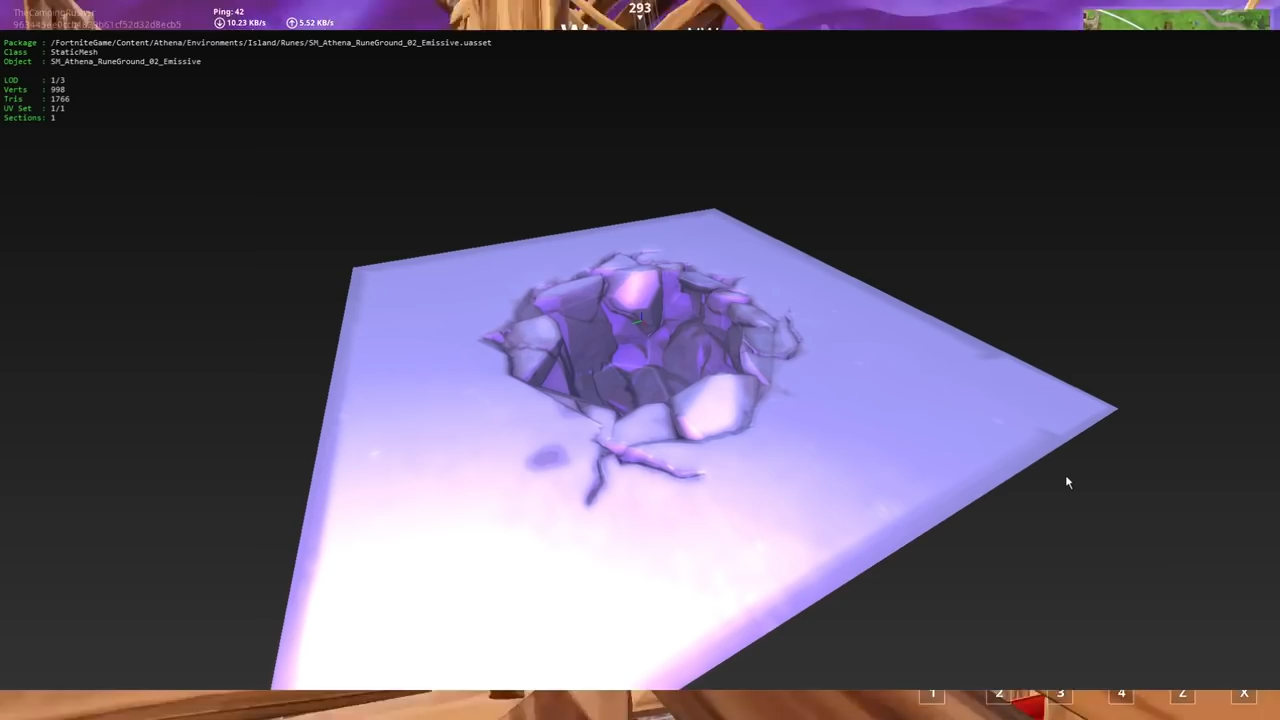 TheCampingRusher
Ping: 42
10.23 KB/s
5.52 KB/s
293
Package : /FortniteGame/Content/Athena/Environments/Island/Runes/SM_Athena_RuneGround_02_Emissive.uasset
Class : StaticMesh
Object : SM_Athena_RuneGround_02_Emissive
LOD : 1/3
Verts : 998
Tris : 1766
UV Set : 1/1
Sections: 1
1 2 3 4 Z X